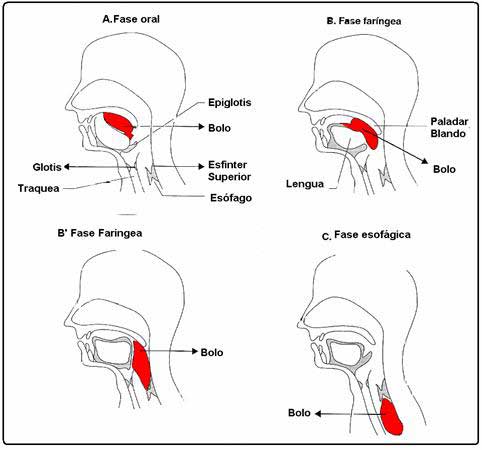 A.Fase oral
Epiglotis
Bolo
Glotis
Esfinter
Superior
Traquea
Esófago
B. Fase faríngea
Paladar
Blando
Bolo
Lengua
B' Fase Faringea
Bolo
C. Fase esofágica
Bolo